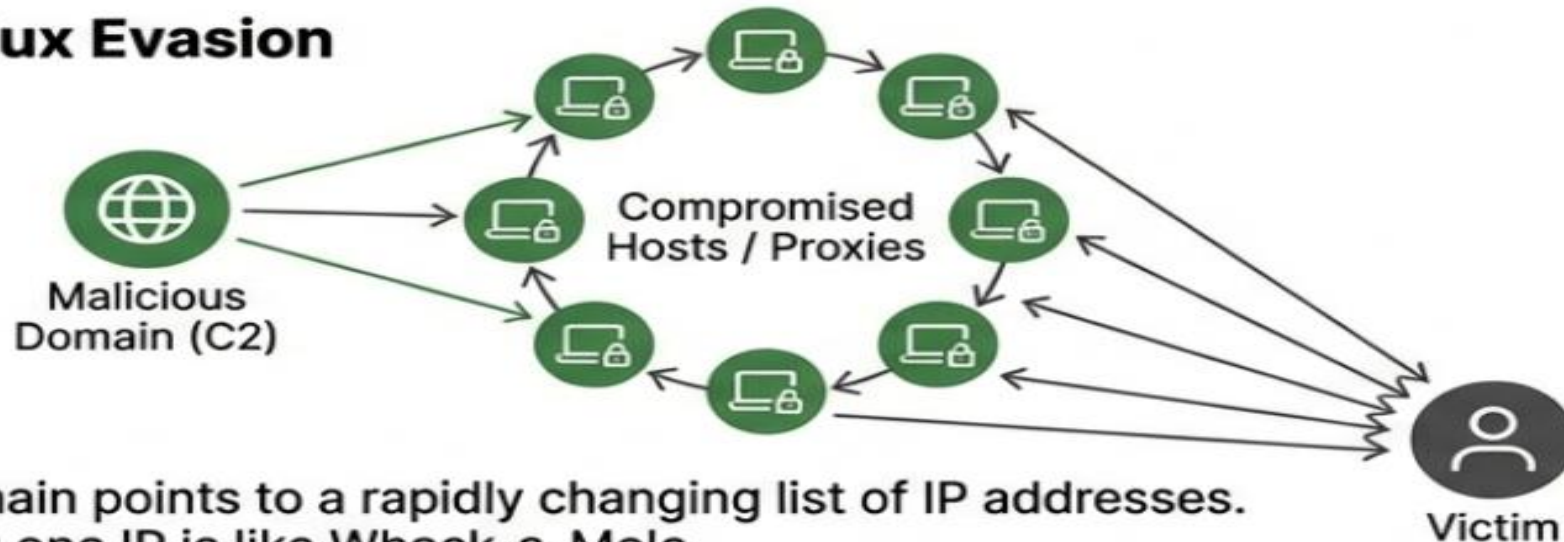 ux Evasion
Compromised
Hosts / Proxies
Malicious
Domain (C2)
ain points to a rapidly changing list of IP addresses.
one IP is like Whack-a-Mole
Victim